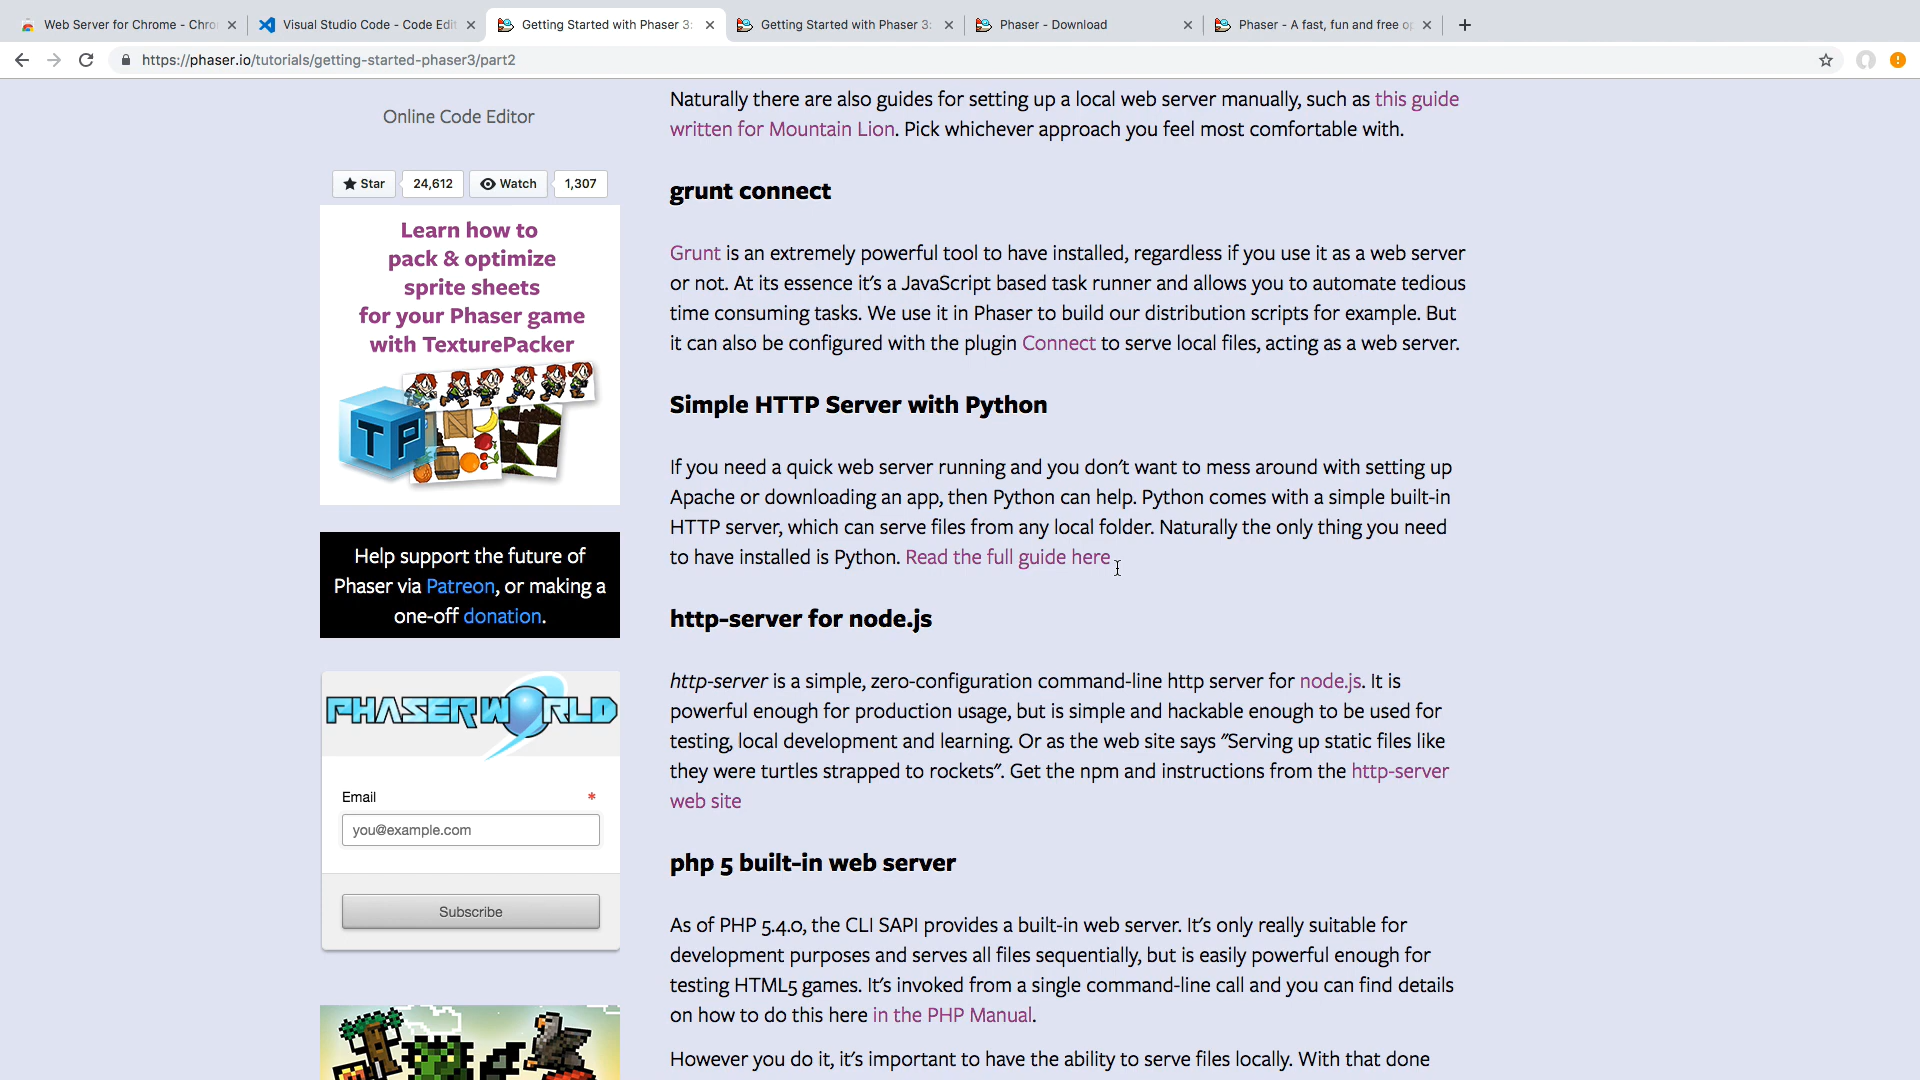 Web Server for Chrome - Chro
Visual Studio Code - Code Edit
Getting Started with Phaser 3:
Getting Started with Phaser 3:
Phaser - Download
Phaser - A fast, fun and free op
https://phaser.io/tutorials/getting-started-phaser3/part2
Online Code Editor
Star
24,612
Watch
1,307
Learn how to
pack & optimize
sprite sheets
for your Phaser game
with TexturePacker
TP
Help support the future of
Phaser via Patreon, or making a
one-off donation.
PHASER WORLD
Email *
you@example.com
Subscribe
Naturally there are also guides for setting up a local web server manually, such as this guide
written for Mountain Lion. Pick whichever approach you feel most comfortable with.
grunt connect
Grunt is an extremely powerful tool to have installed, regardless if you use it as a web server
or not. At its essence it's a JavaScript based task runner and allows you to automate tedious
time consuming tasks. We use it in Phaser to build our distribution scripts for example. But
it can also be configured with the plugin Connect to serve local files, acting as a web server.
Simple HTTP Server with Python
If you need a quick web server running and you don't want to mess around with setting up
Apache or downloading an app, then Python can help. Python comes with a simple built-in
HTTP server, which can serve files from any local folder. Naturally the only thing you need
to have installed is Python. Read the full guide here
http-server for node.js
http-server is a simple, zero-configuration command-line http server for node.js. It is
powerful enough for production usage, but is simple and hackable enough to be used for
testing, local development and learning. Or as the web site says "Serving up static files like
they were turtles strapped to rockets". Get the npm and instructions from the http-server
web site
php 5 built-in web server
As of PHP 5.4.0, the CLI SAPI provides a built-in web server. It's only really suitable for
development purposes and serves all files sequentially, but is easily powerful enough for
testing HTML5 games. It's invoked from a single command-line call and you can find details
on how to do this here in the PHP Manual.
However you do it, it's important to have the ability to serve files locally. With that done